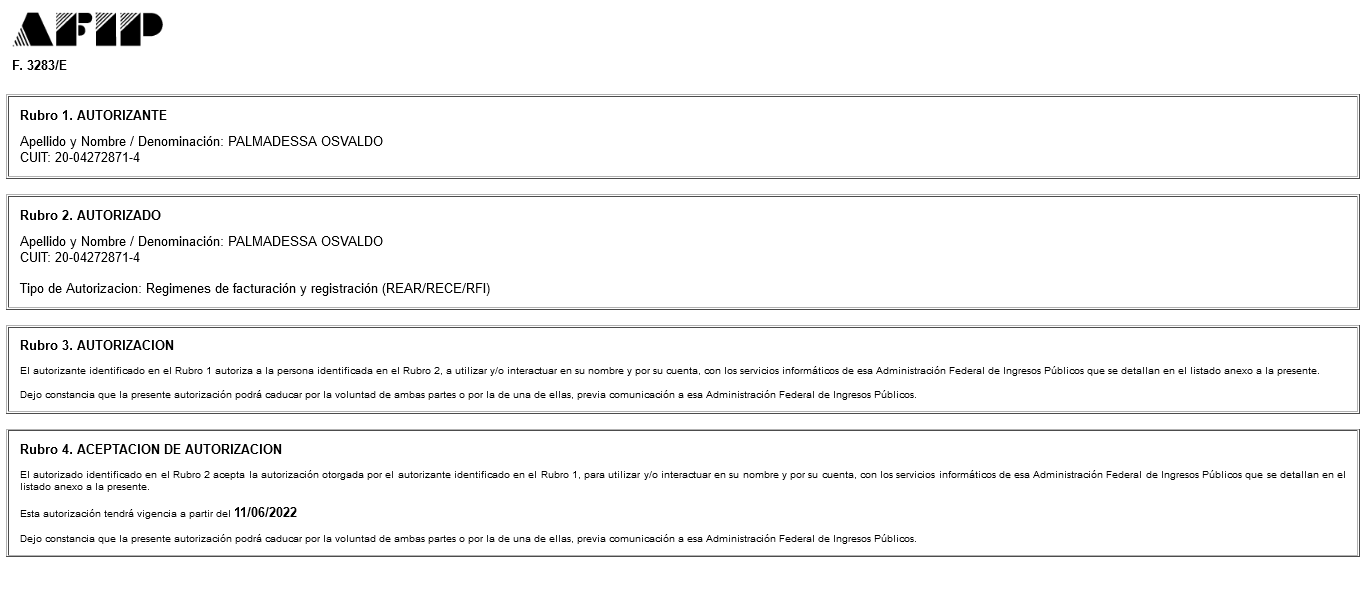 AFIP
F. 3283/E
Rubro 1. AUTORIZANTE
Apellido y Nombre / Denominación: PALMADESSA OSVALDO
CUIT: 20-04272871-4
Rubro 2. AUTORIZADO
Apellido y Nombre / Denominación: PALMADESSA OSVALDO
CUIT: 20-04272871-4
Tipo de Autorizacion: Regimenes de facturación y registración (REAR/RECE/RFI)
Rubro 3. AUTORIZACION
El autorizante identificado en el Rubro 1 autoriza a la persona identificada en el Rubro 2, a utilizar y/o interactuar en su nombre y por su cuenta, con los servicios informáticos de esa Administración Federal de Ingresos Públicos que se detallan en el listado anexo a la presente.
Dejo constancia que la presente autorización podrá caducar por la voluntad de ambas partes o por la de una de ellas, previa comunicación a esa Administración Federal de Ingresos Públicos.
Rubro 4. ACEPTACION DE AUTORIZACION
El autorizado identificado en el Rubro 2 acepta la autorización otorgada por el autorizante identificado en el Rubro 1, para utilizar y/o interactuar en su nombre y por su cuenta, con los servicios informáticos de esa Administración Federal de Ingresos Públicos que se detallan en el
listado anexo a la presente.
Esta autorización tendrá vigencia a partir del 11/06/2022
Dejo constancia que la presente autorización podrá caducar por la voluntad de ambas partes o por la de una de ellas, previa comunicación a esa Administración Federal de Ingresos Públicos.